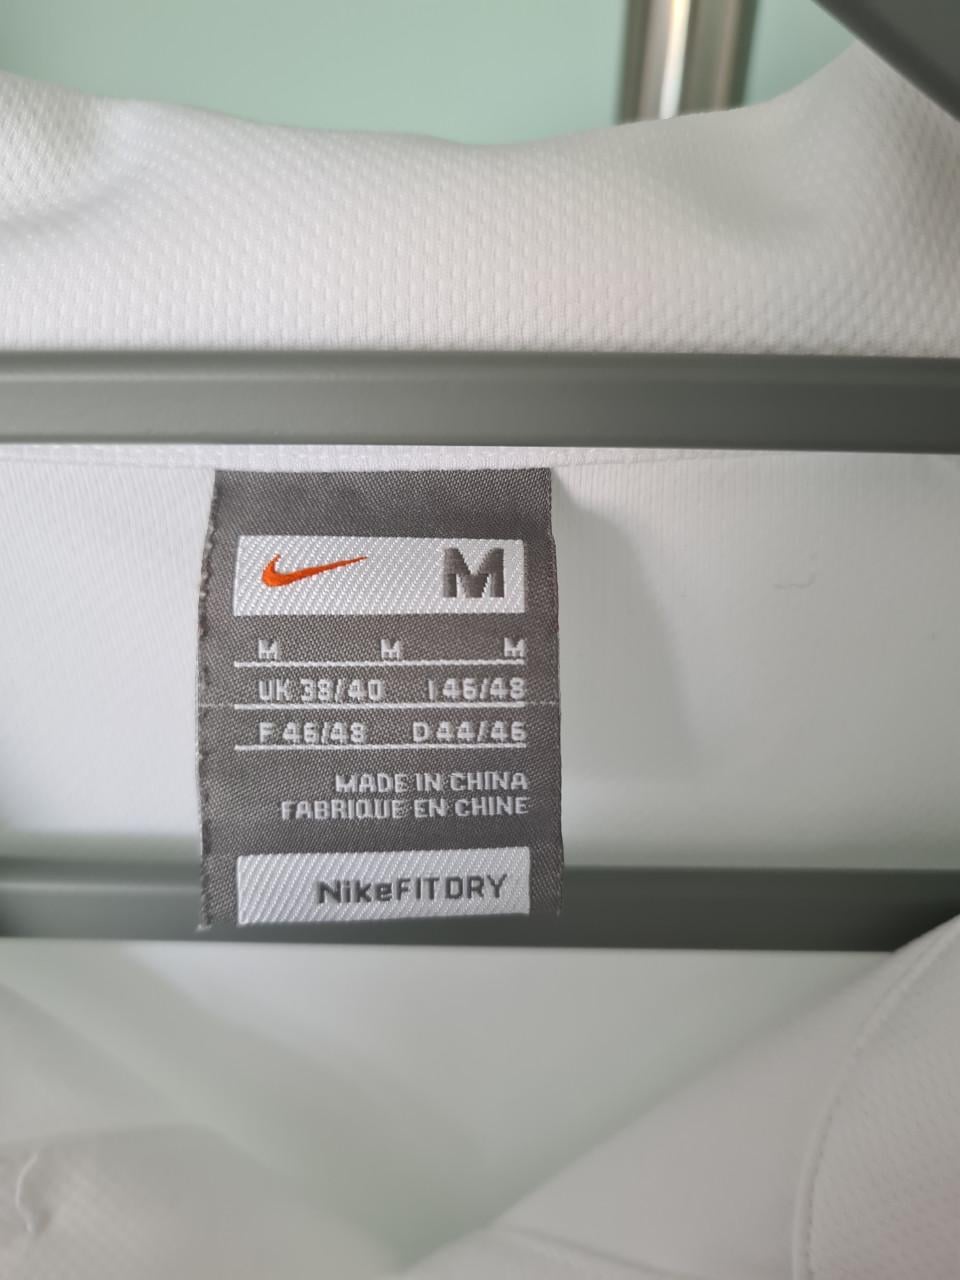 M
M M M
UK 38/40 I 46/48
F 46/48 D 44/46
MADE IN CHINA
FABRIQUE EN CHINE
NikeFITDRY